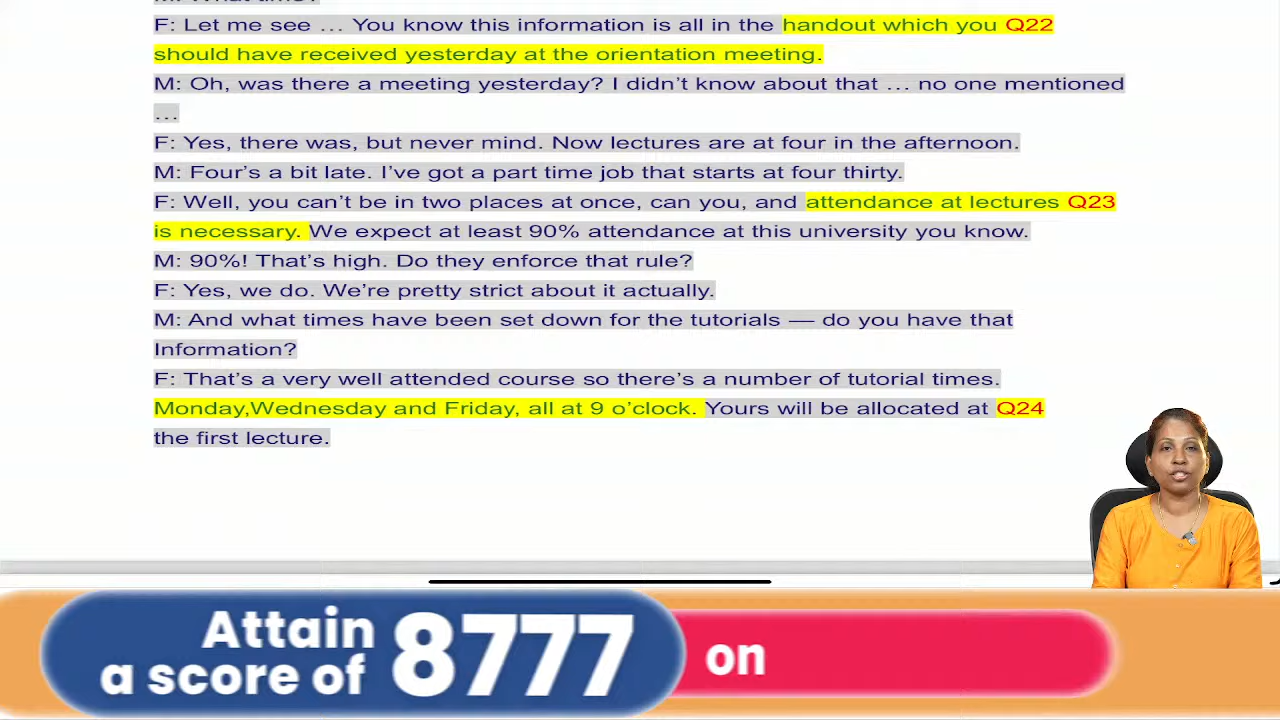 M: What time?
F: Let me see … You know this information is all in the handout which you Q22
should have received yesterday at the orientation meeting.
M: Oh, was there a meeting yesterday? I didn’t know about that … no one mentioned
…
F: Yes, there was, but never mind. Now lectures are at four in the afternoon.
M: Four’s a bit late. I’ve got a part time job that starts at four thirty.
F: Well, you can’t be in two places at once, can you, and attendance at lectures Q23
is necessary. We expect at least 90% attendance at this university you know.
M: 90%! That’s high. Do they enforce that rule?
F: Yes, we do. We’re pretty strict about it actually.
M: And what times have been set down for the tutorials — do you have that
Information?
F: That’s a very well attended course so there’s a number of tutorial times.
Monday,Wednesday and Friday, all at 9 o’clock. Yours will be allocated at Q24
the first lecture.
Attain
a score of 8777 on